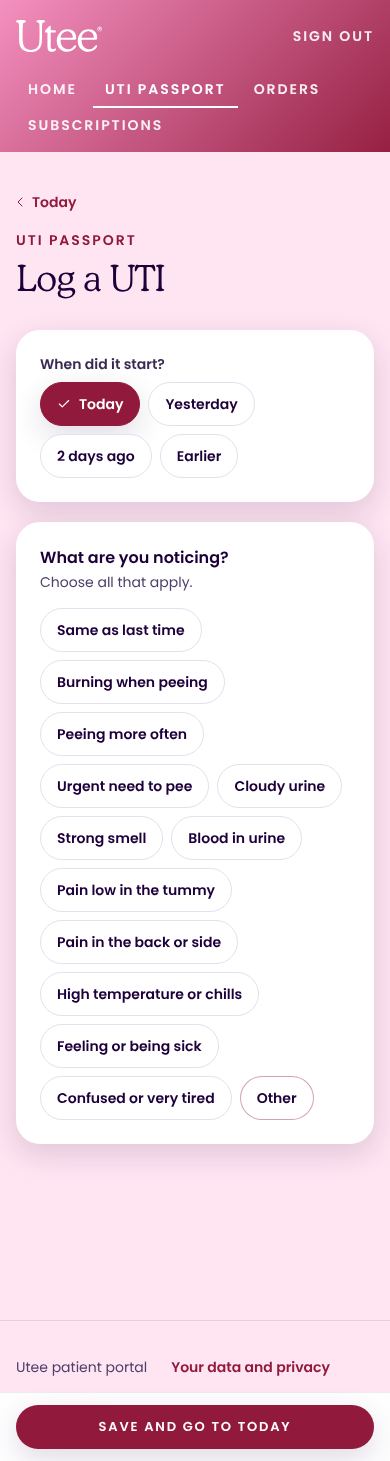 Utee®
SIGN OUT
HOME UTI PASSPORT ORDERS
SUBSCRIPTIONS
Today
UTI PASSPORT
Log a UTI
When did it start?
Today Yesterday
2 days ago Earlier
What are you noticing?
Choose all that apply.
Same as last time
Burning when peeing
Peeing more often
Urgent need to pee Cloudy urine
Strong smell Blood in urine
Pain low in the tummy
Pain in the back or side
High temperature or chills
Feeling or being sick
Confused or very tired Other
Utee patient portal Your data and privacy
SAVE AND GO TO TODAY